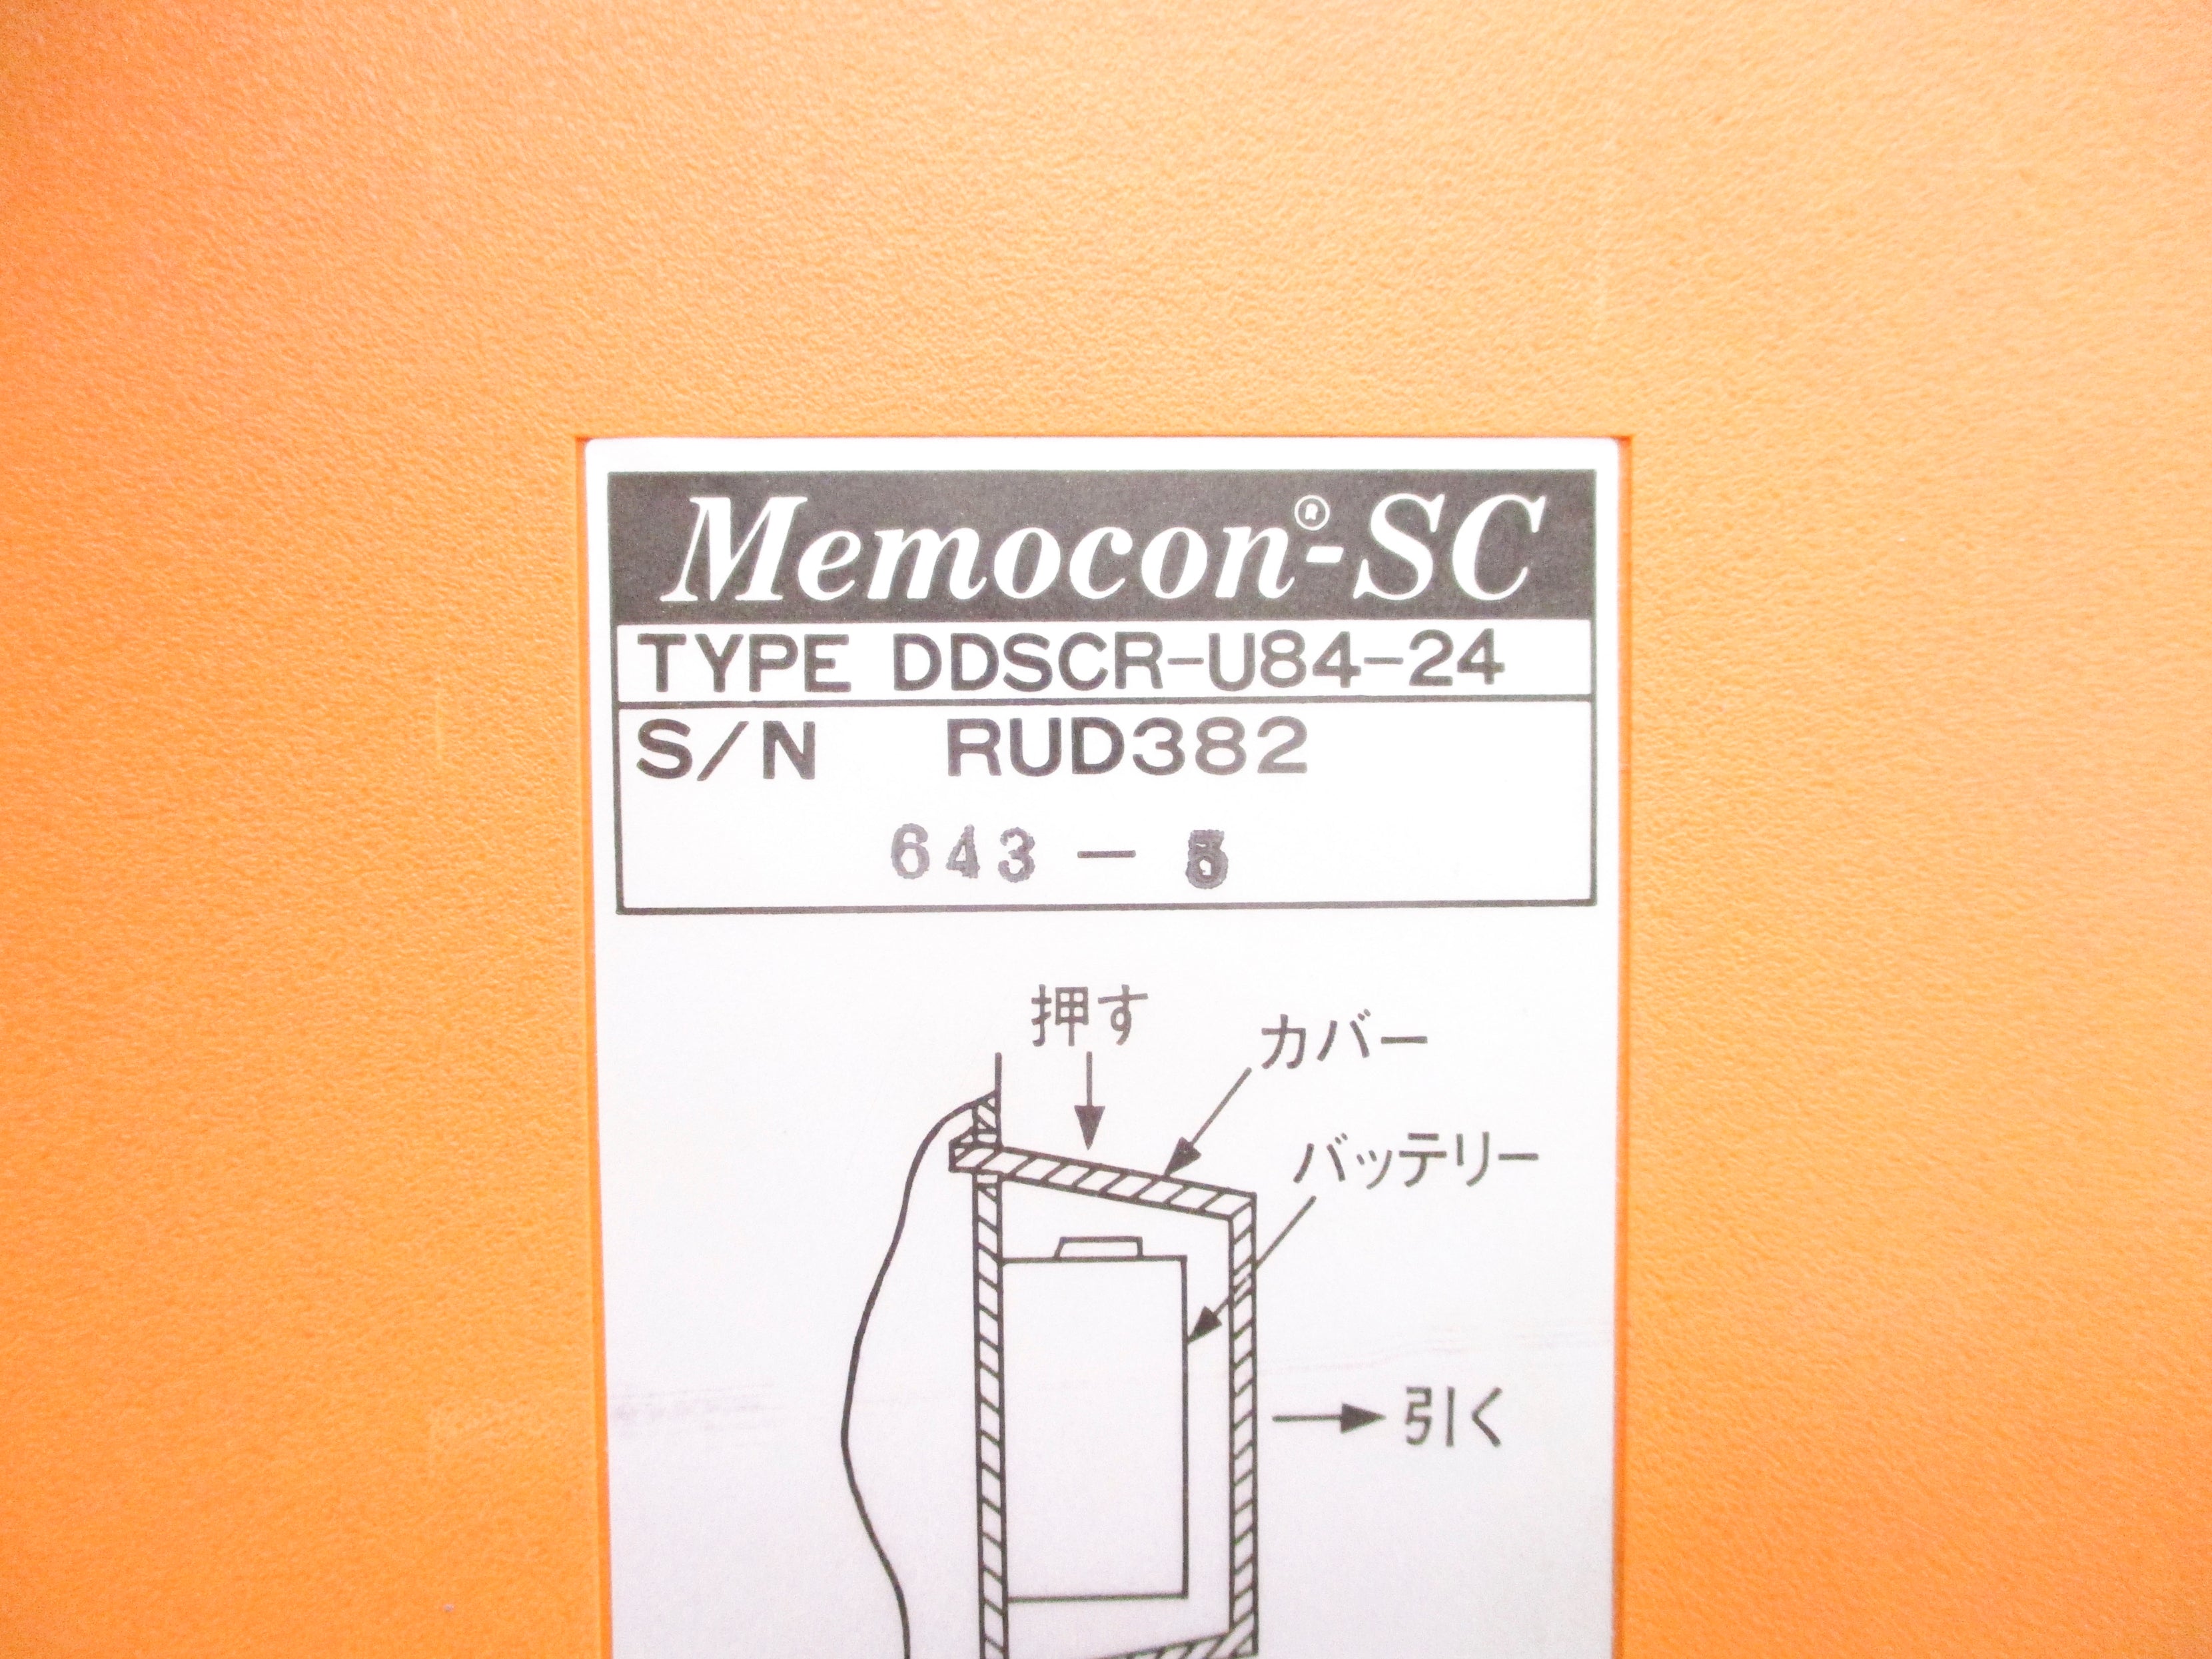 Memocon®-SC
TYPE DDSCR-U84-24
S/N RUD382
643 -
押す
カバー
バッテリー
引く